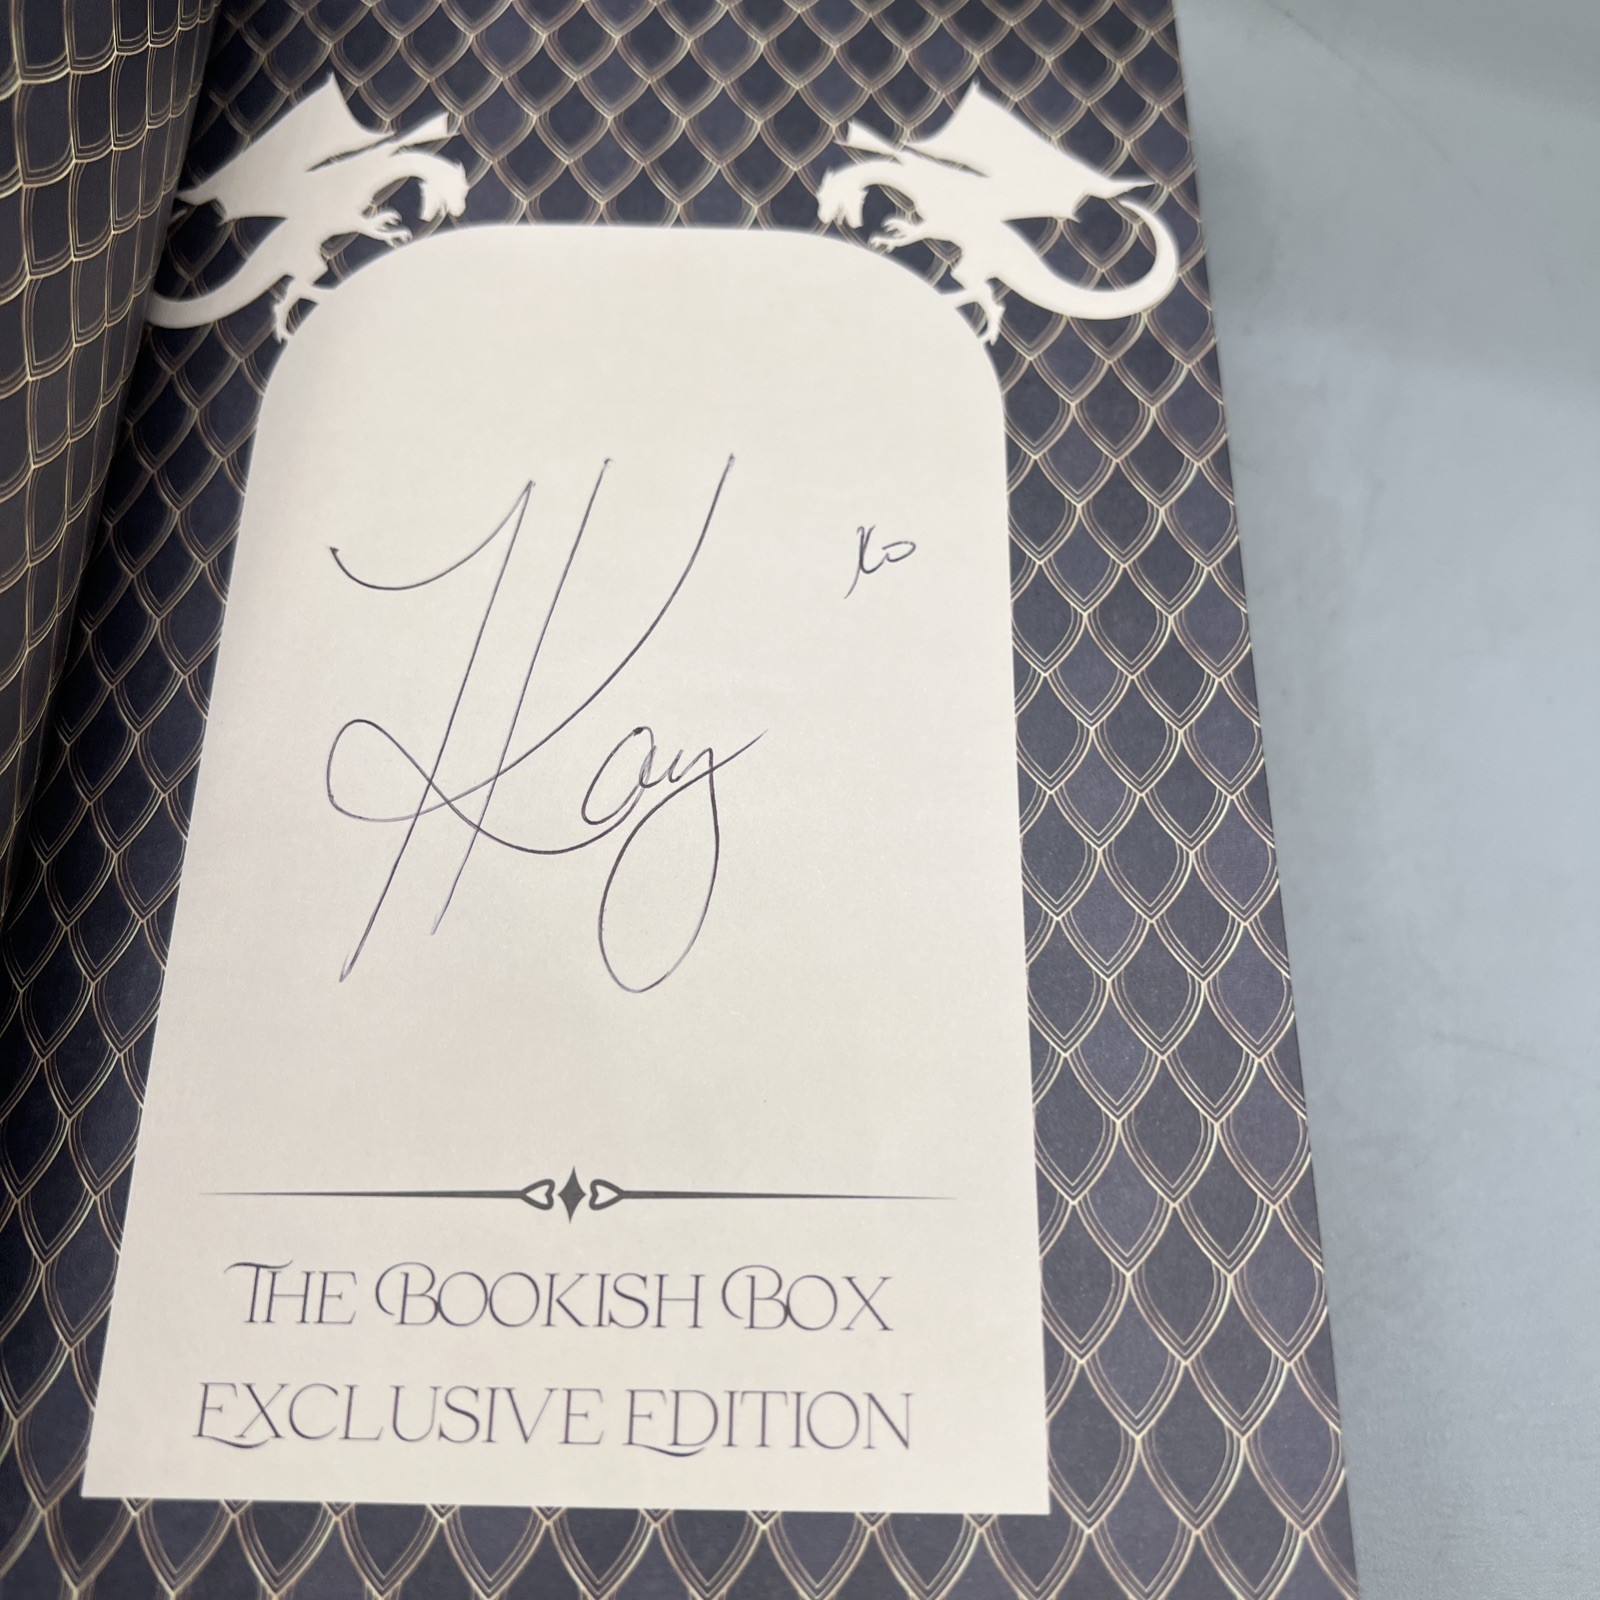 Kay
xo
THE BOOKISH BOX
EXCLUSIVE EDITION